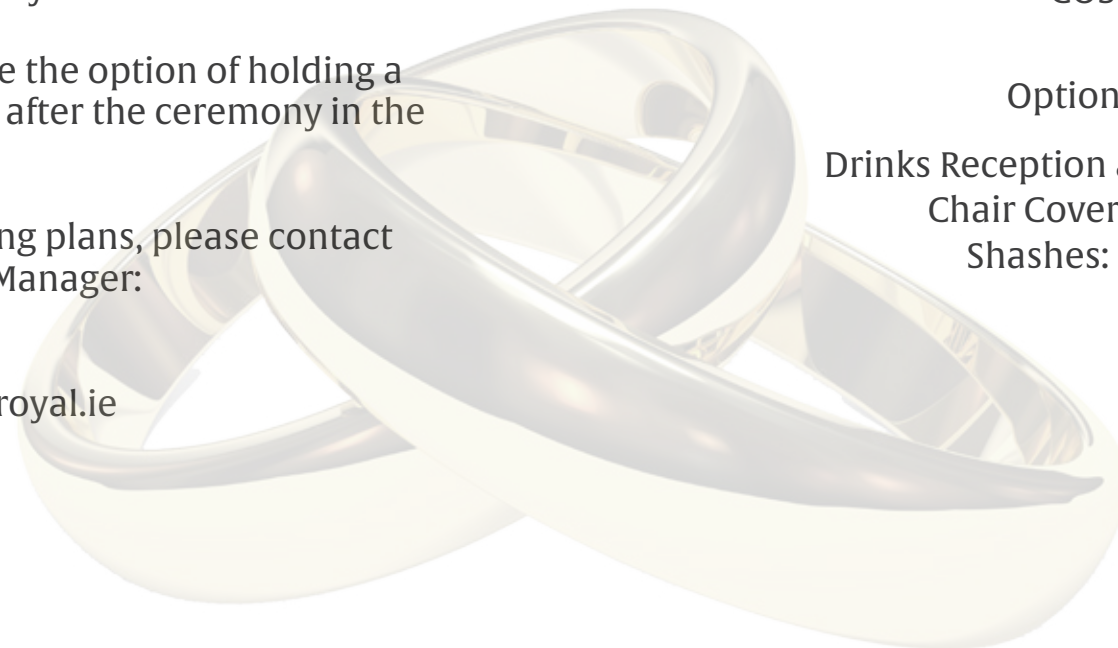 e the option of holding a
after the ceremony in the
ng plans, please contact
Manager:
royal.ie
Option
Drinks Reception
Chair Cover
Shashes: